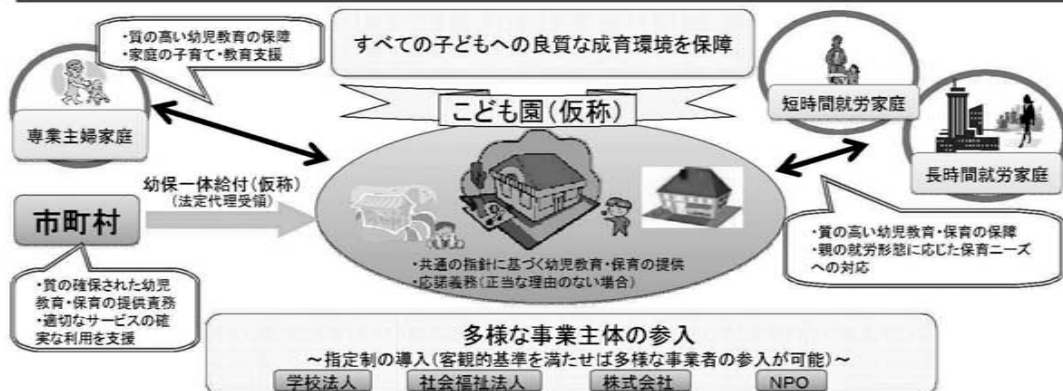 ・質の高い幼児教育の保障
・家庭の子育て・教育支援
専業主婦家庭
すべての子どもへの良質な成育環境を保障
こども園(仮称)
短時間就労家庭
長時間就労家庭
幼保一体給付(仮称)
(法定代理受領)
市町村
・共通の指針に基づく幼児教育・保育の提供
・応諾義務(正当な理由のない場合)
・質の高い幼児教育・保育の保障
・親の就労形態に応じた保育ニーズ
への対応
・質の確保された幼児
教育・保育の提供責務
・適切なサービスの確
実な利用を支援
多様な事業主体の参入
～指定制の導入(客観的基準を満たせば多様な事業者の参入が可能)～
学校法人
社会福祉法人
株式会社
NPO